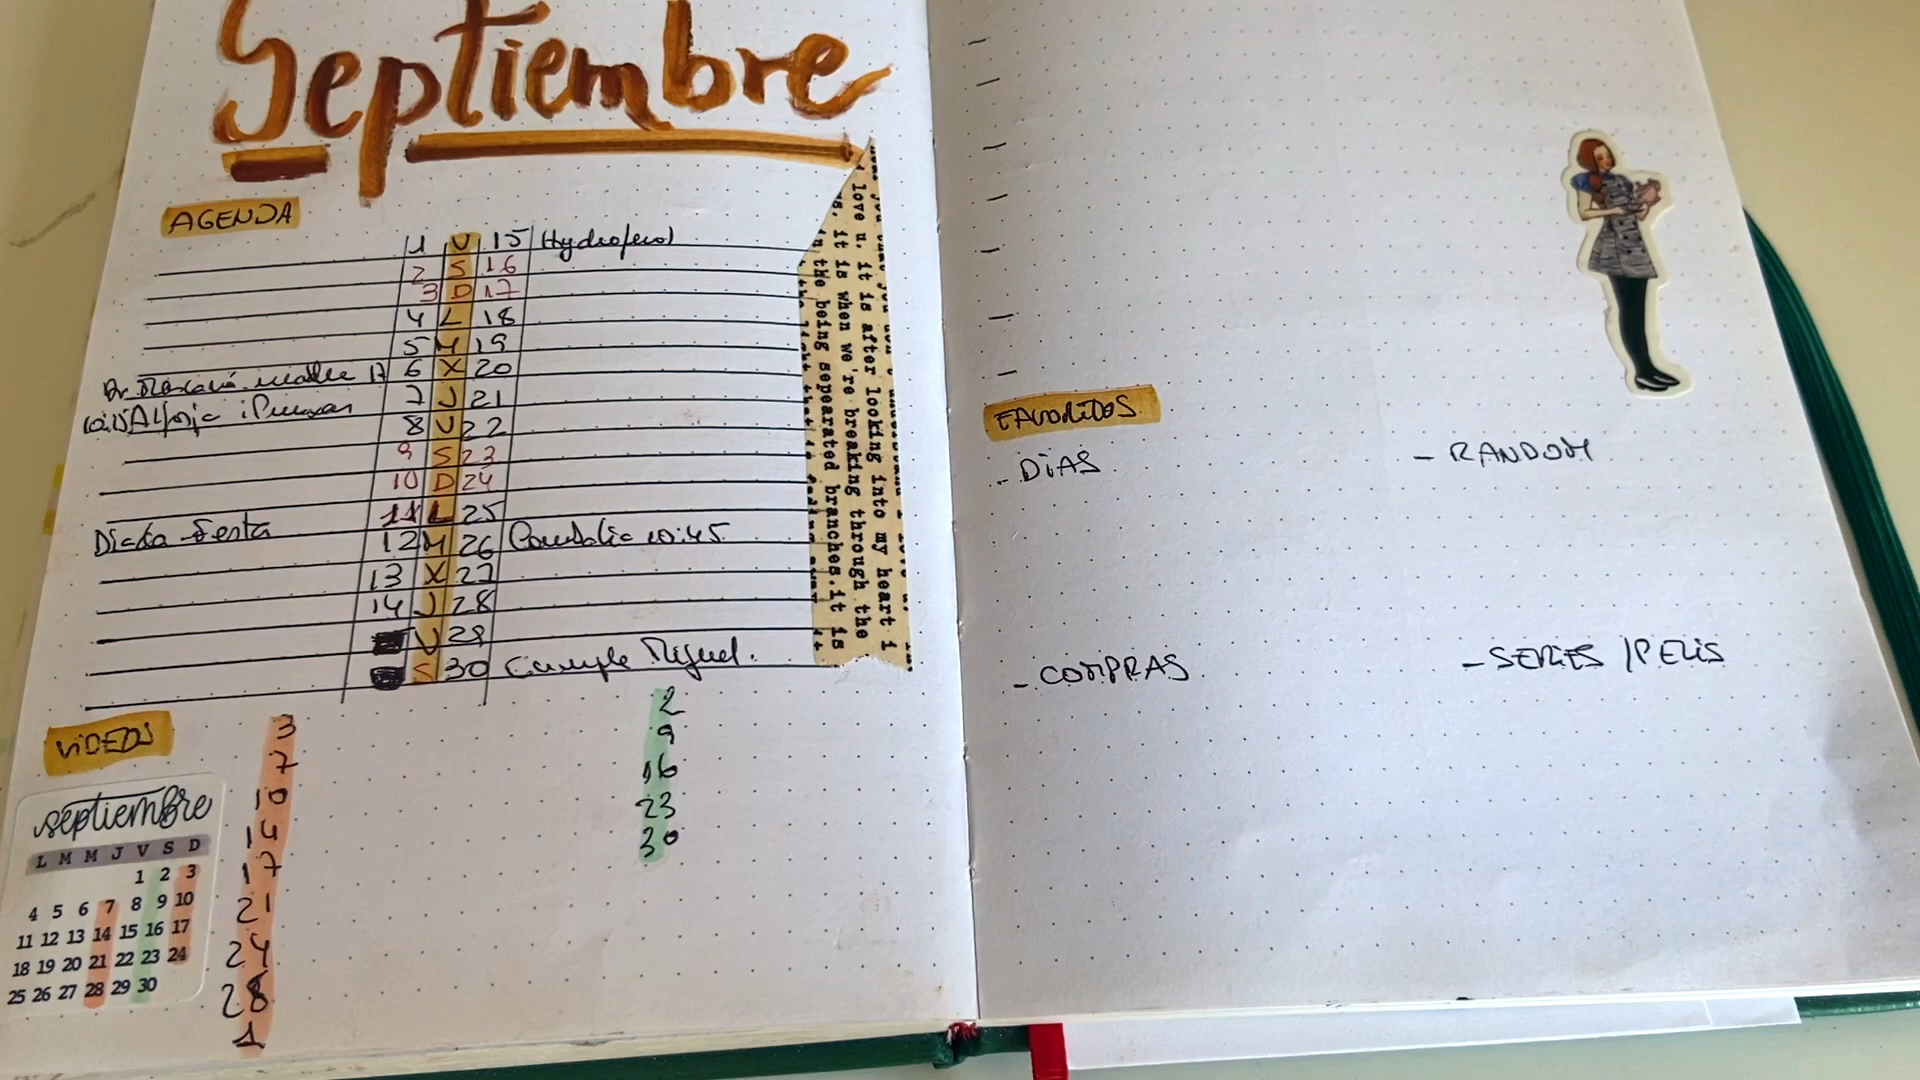 Septiembre
AGENDA
1 V 15 Hydroferol
2 S 16
3 D 17
4 L 18
5 M 19
6 X 20
7 J 21
8 V 22
9 S 23
10 D 24
11 L 25
Diada Fiesta 12 M 26 10:45
13 X 27
14 J 28
V 29
S 30 Cumple Miguel.
love u. it is after looking into my heart i
it is when we're breaking through the
the being separated branches. it is
VIDEOS
3
7
10
14
17
21
24
28
1
2
9
16
23
30
septiembre
L M M J V S D
1 2 3
4 5 6 7 8 9 10
11 12 13 14 15 16 17
18 19 20 21 22 23 24
25 26 27 28 29 30
FAVORITOS
- DÍAS
- RANDOM
- COMPRAS
- SERIES / PELIS